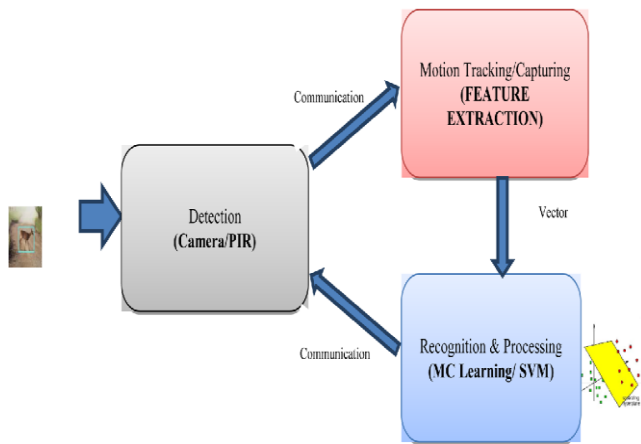 Motion Tracking/Capturing
(FEATURE
EXTRACTION)
Communication
Detection
(Camera/PIR)
Vector
Communication
Recognition & Processing
(MC Learning/ SVM)